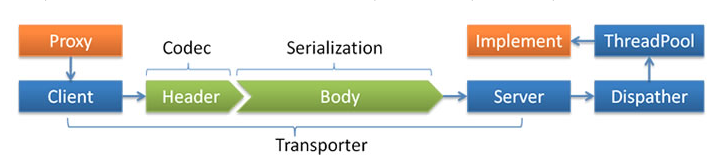 Proxy
Codec
Serialization
Implement
ThreadPool
Client
Header
Body
Server
Dispather
Transporter